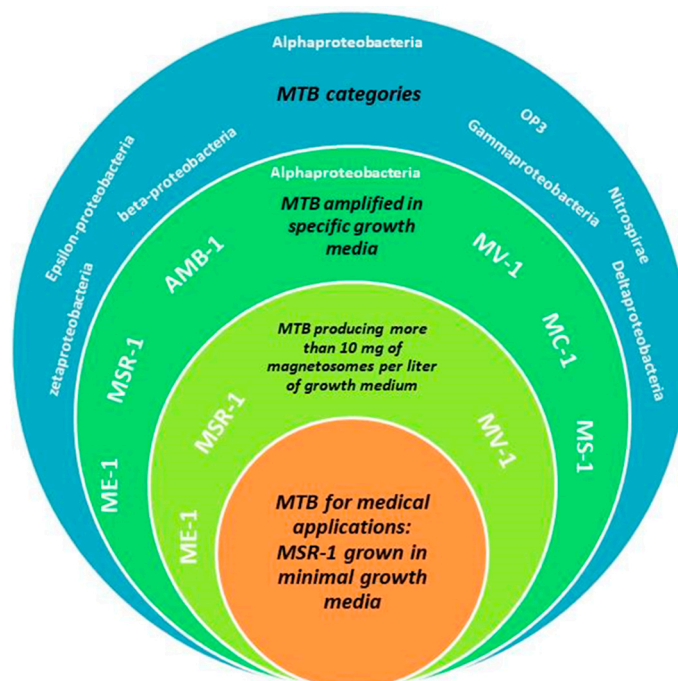 Alphaproteobacteria
MTB categories
OP3
Gammaproteobacteria
Nitrospirae
Deltaproteobacteria
beta-proteobacteria
Epsilon-proteobacteria
zetaproteobacteria
Alphaproteobacteria
MTB amplified in
specific growth
media
AMB-1
MSR-1
ME-1
MV-1
MC-1
MS-1
MTB producing more
than 10 mg of
magnetosomes per liter
of growth medium
MSR-1
ME-1
MV-1
MTB for medical
applications:
MSR-1 grown in
minimal growth
media